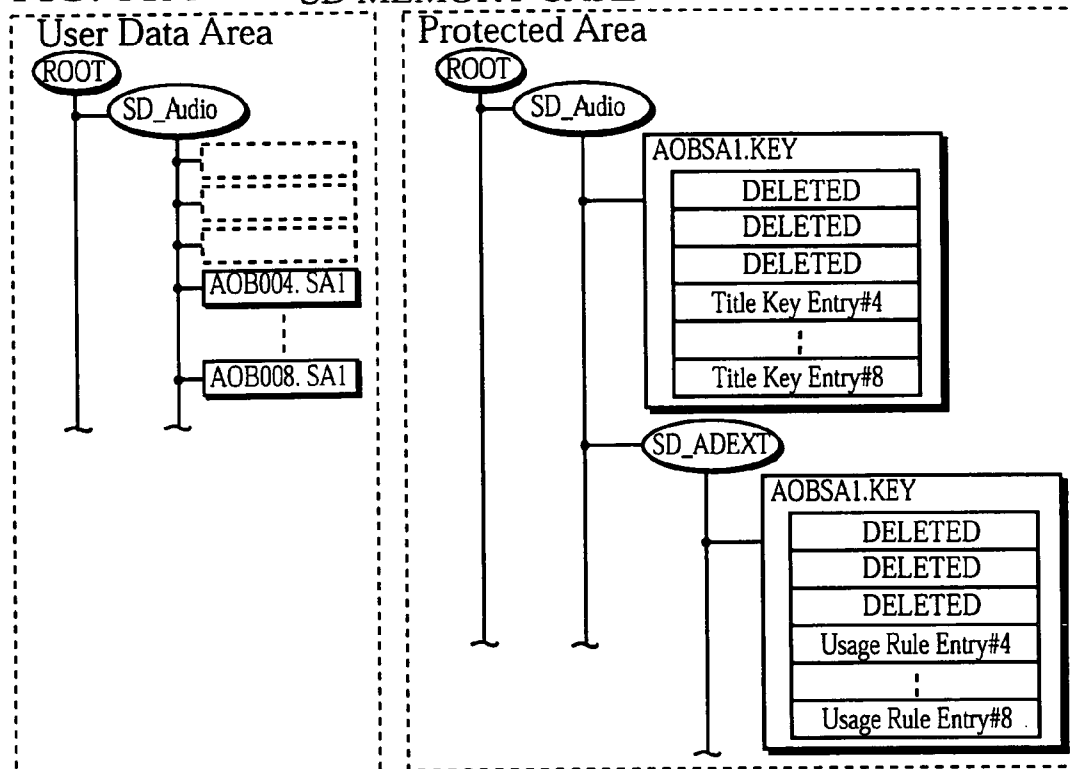 User Data Area
ROOT
SD_Audio
AOB004. SA1
AOB008. SA1
Protected Area
ROOT
SD_Audio
AOBSA1.KEY
DELETED
DELETED
DELETED
Title Key Entry#4
Title Key Entry#8
SD_ADEXT
AOBSA1.KEY
DELETED
DELETED
DELETED
Usage Rule Entry#4
Usage Rule Entry#8